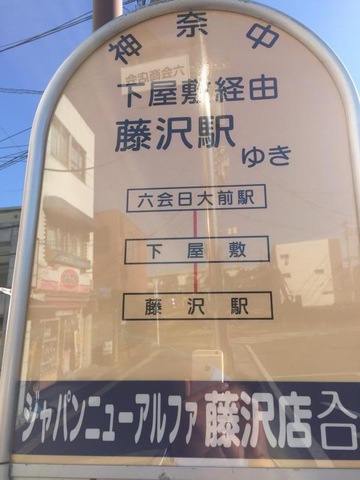 神奈中
下屋敷経由
藤沢駅ゆき
六会日大前駅
下屋敷
藤沢駅
ジャパンニューアルファ藤沢店